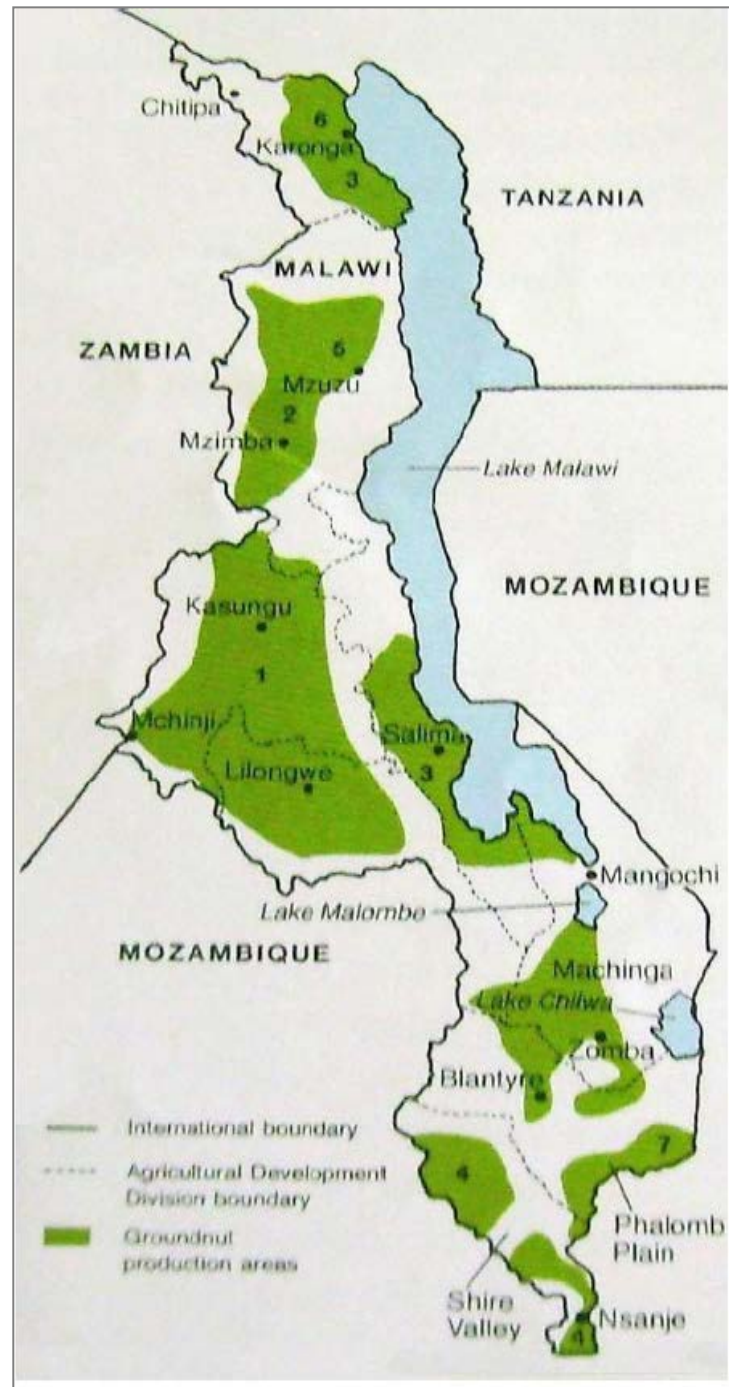 Chitipa
6
Karonga
3
TANZANIA
MALAWI
ZAMBIA
5
Mzuzu
2
Mzimba
Lake Malawi
MOZAMBIQUE
Kasungu
1
Mchinji
Salima
3
Lilongwe
Mangochi
Lake Malombe
MOZAMBIQUE
Machinga
Lake Chilwa
Zomba
Blantyre
International boundary
Agricultural Development
Division boundary
Groundnut
production areas
4
7
Phalomb
Plain
Shire
Valley
Nsanje
4